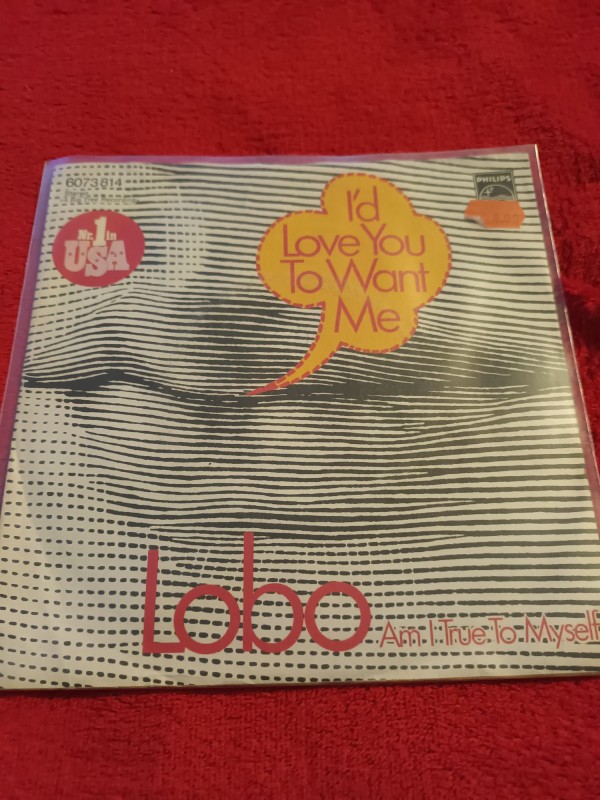 6073 814
PHILIPS
Nr. 1 in
USA
I'd
Love You
To Want
Me
Lobo
Am I True To Myself